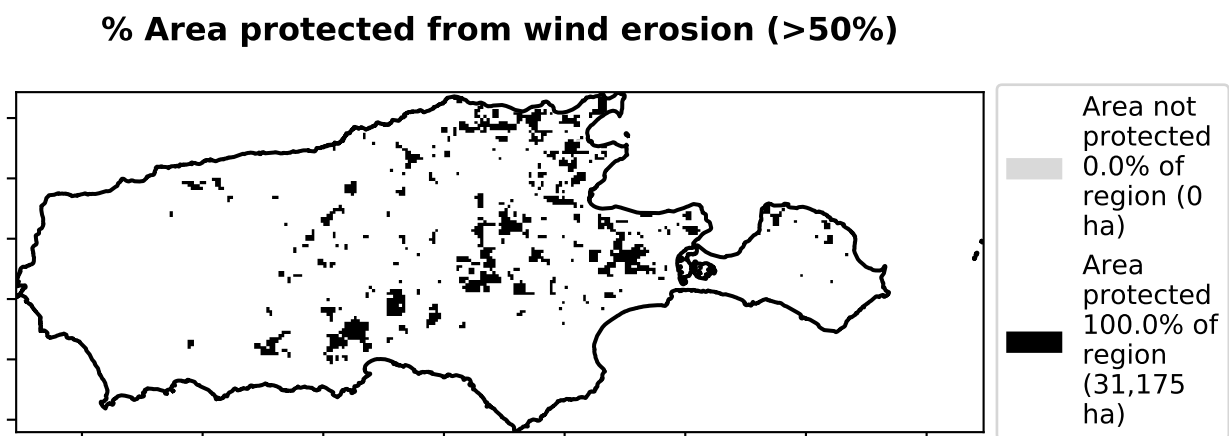 % Area protected from wind erosion (>50%)
Area not
protected
0.0% of
region (0
ha)
Area
protected
100.0% of
region
(31,175
ha)